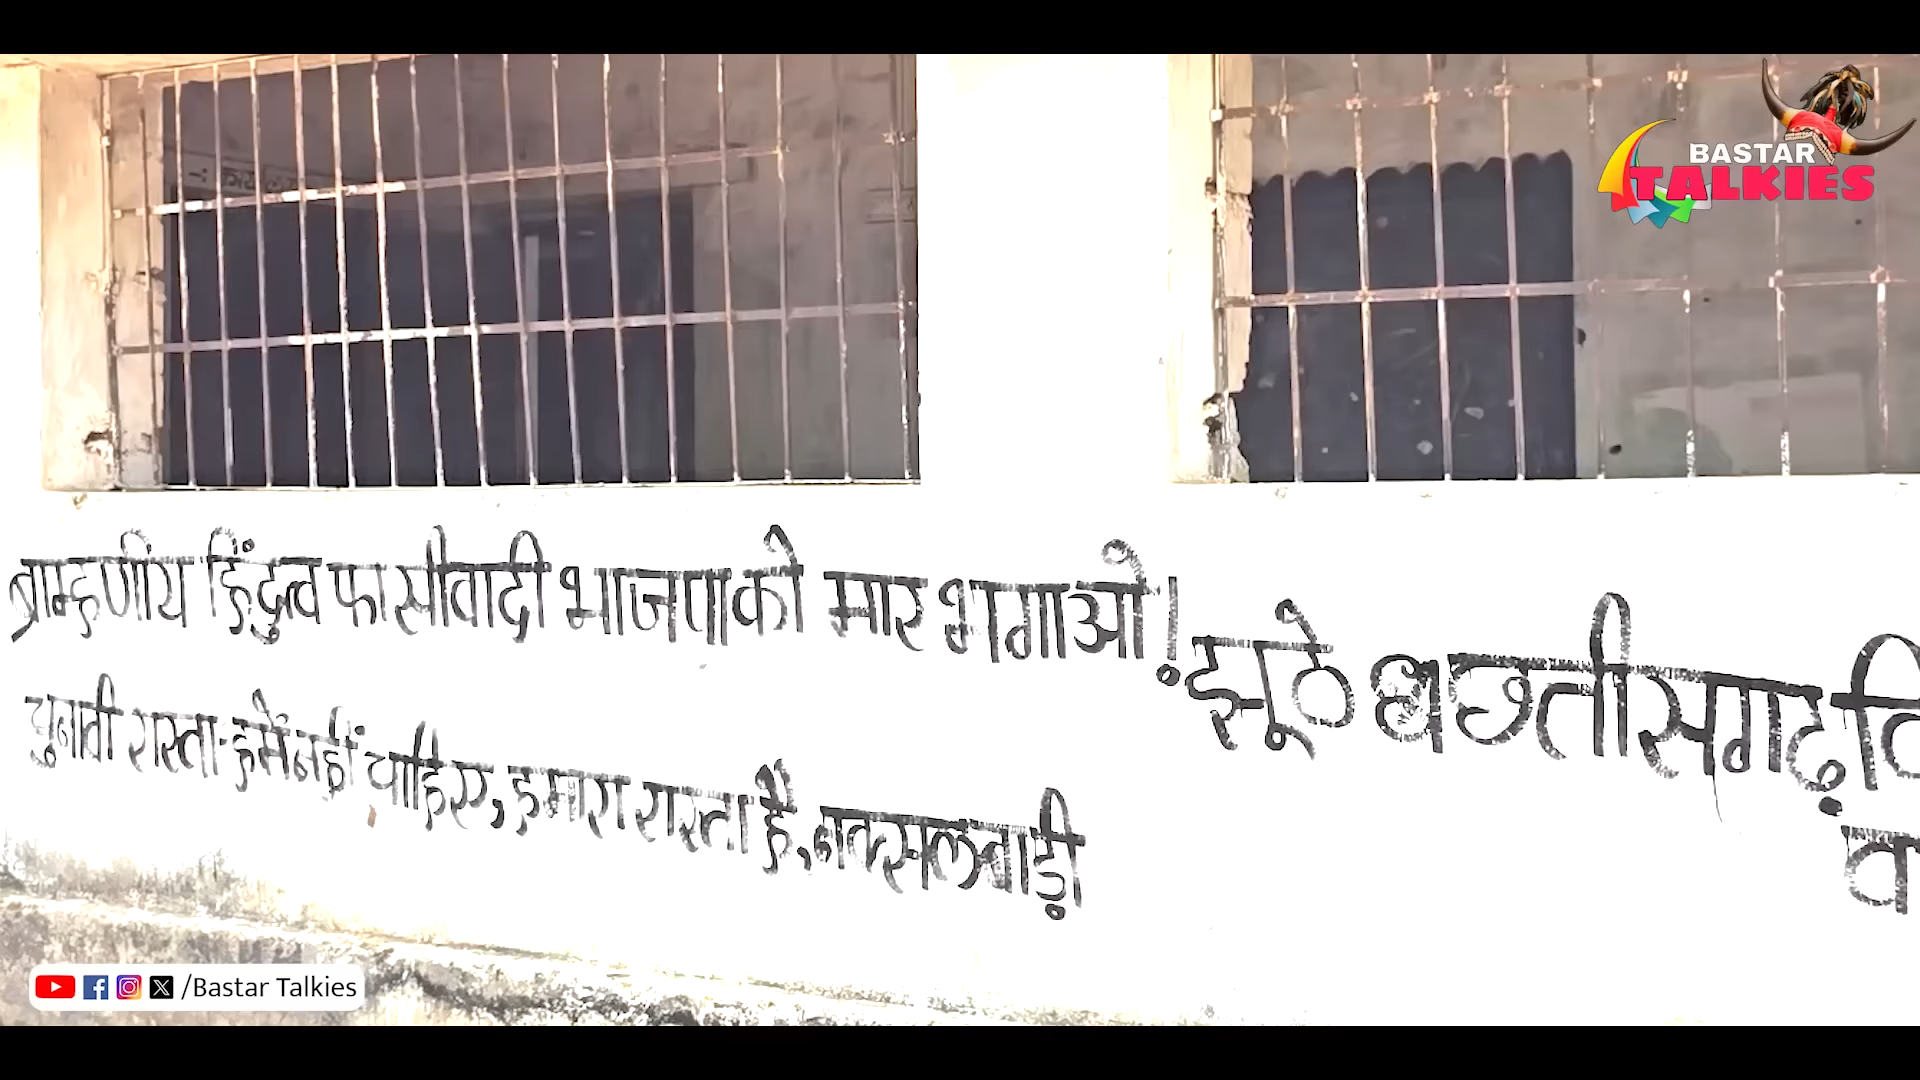 BASTAR
TALKIES
ब्राम्हणीय हिंदुत्व फासीवादी भाजपा को मार भगाओ!
चुनावी रास्ता-हमें नहीं चाहिए, हमारा रास्ता है, नक्सलबाड़ी
झूठे छत्तीसगढ़ वि
व
/Bastar Talkies